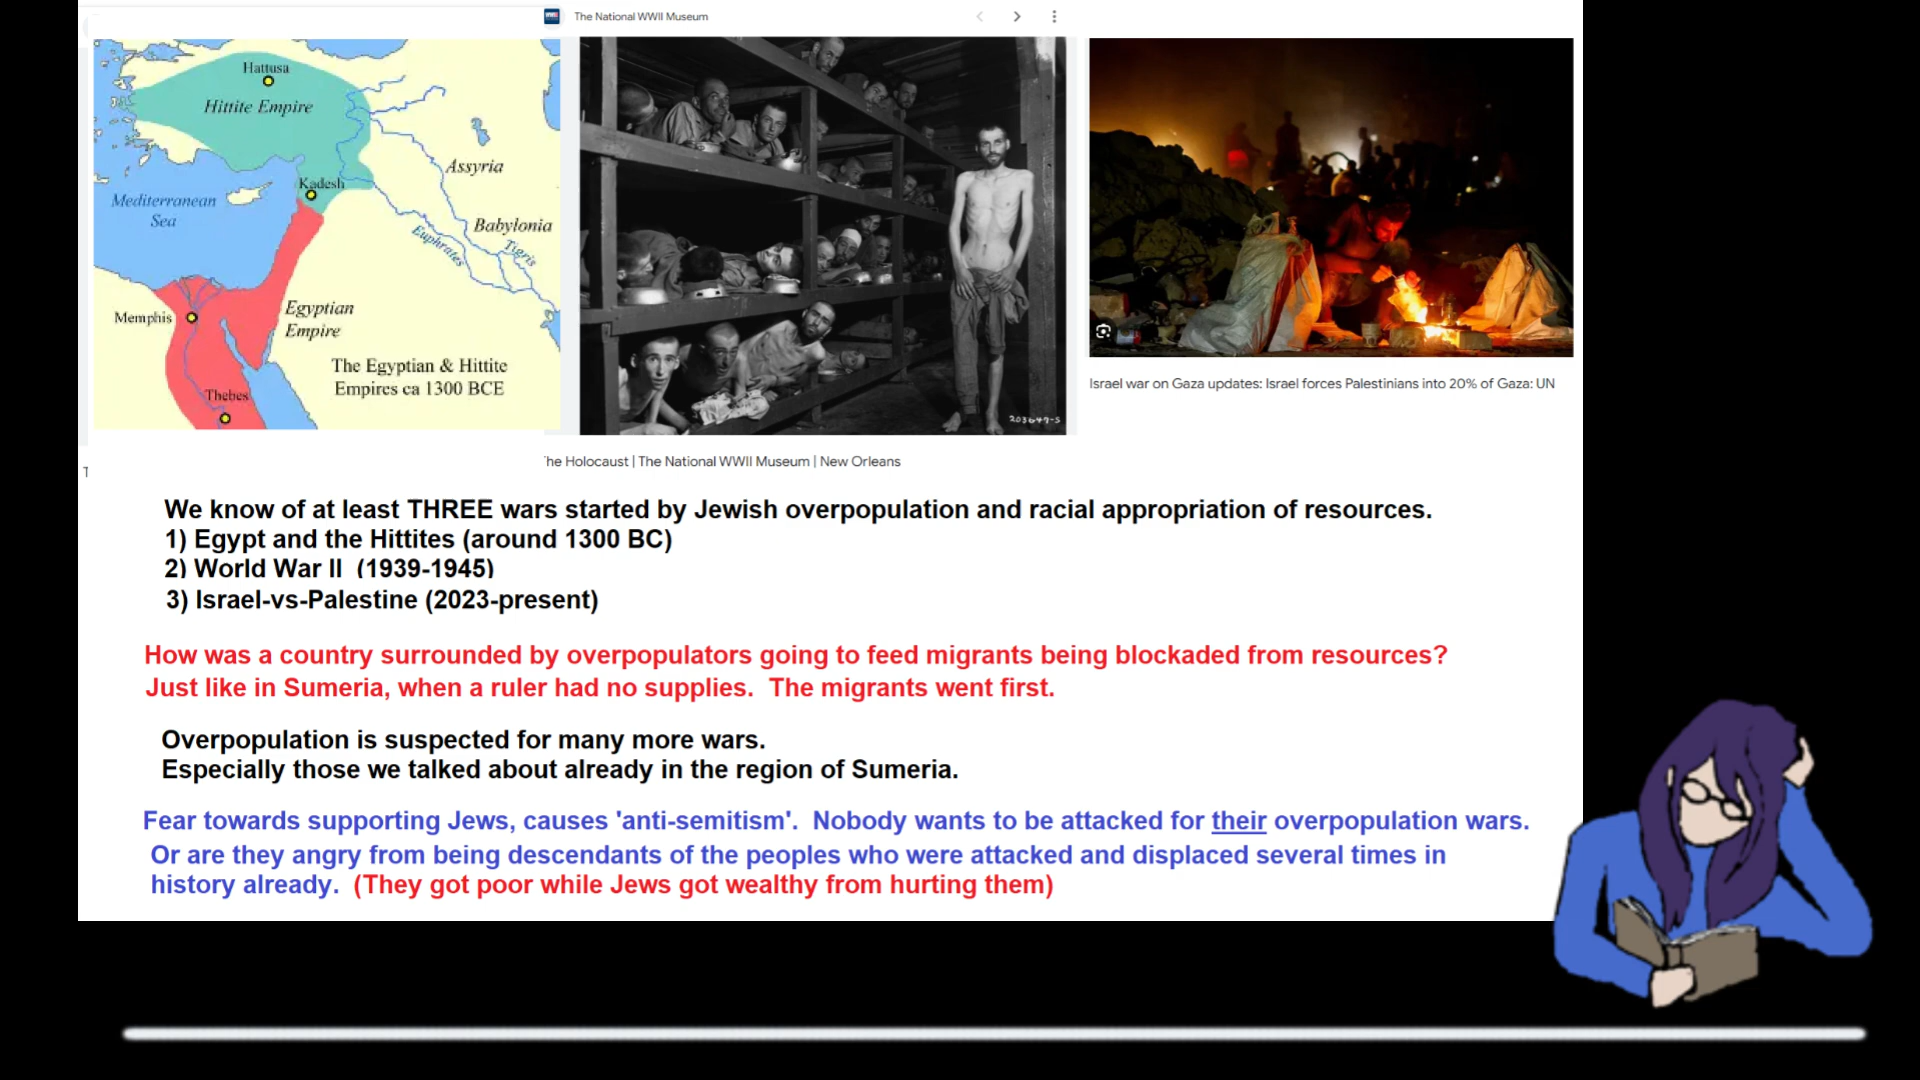 The National WWII Museum
Hattusa
Hittite Empire
Assyria
Kadesh
Mediterranean
Sea
Babylonia
Euphrates
Tigris
Memphis
Egyptian
Empire
The Egyptian & Hittite
Empires ca 1300 BCE
Thebes
203647-5
Israel war on Gaza updates: Israel forces Palestinians into 20% of Gaza: UN
he Holocaust | The National WWII Museum | New Orleans
T
We know of at least THREE wars started by Jewish overpopulation and racial appropriation of resources.
1) Egypt and the Hittites (around 1300 BC)
2) World War II (1939-1945)
3) Israel-vs-Palestine (2023-present)
How was a country surrounded by overpopulators going to feed migrants being blockaded from resources?
Just like in Sumeria, when a ruler had no supplies. The migrants went first.
Overpopulation is suspected for many more wars.
Especially those we talked about already in the region of Sumeria.
Fear towards supporting Jews, causes 'anti-semitism'. Nobody wants to be attacked for their overpopulation wars.
Or are they angry from being descendants of the peoples who were attacked and displaced several times in
history already. (They got poor while Jews got wealthy from hurting them)